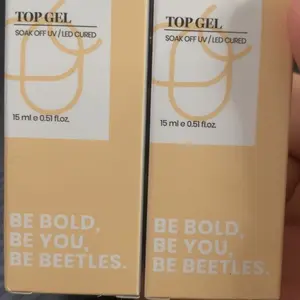 TOP GEL
SOAK OFF UV / LED CURED
15 ml e 0.51 fl.oz.
BE BOLD,
BE YOU,
BE BEETLES.
TOP GEL
SOAK OFF UV / LED CURED
15 ml e 0.51 fl.oz.
BE BOLD,
BE YOU,
BE BEETLES.